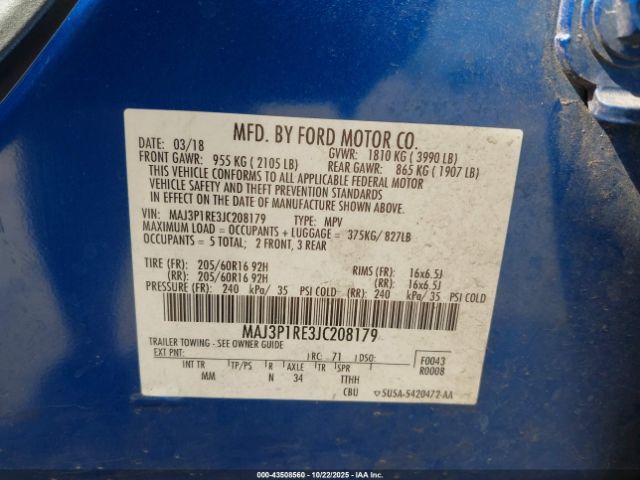 MFD. BY FORD MOTOR CO.
DATE: 03/18 GVWR: 1810 KG ( 3990 LB)
FRONT GAWR: 955 KG ( 2105 LB) REAR GAWR: 865 KG ( 1907 LB)
THIS VEHICLE CONFORMS TO ALL APPLICABLE FEDERAL MOTOR
VEHICLE SAFETY AND THEFT PREVENTION STANDARDS
IN EFFECT ON THE DATE OF MANUFACTURE SHOWN ABOVE.
VIN: MAJ3P1RE3JC208179 TYPE: MPV
MAXIMUM LOAD = OCCUPANTS + LUGGAGE = 375KG/ 827LB
OCCUPANTS = 5 TOTAL; 2 FRONT, 3 REAR
TIRE (FR): 205/60R16 92H RIMS (FR): 16x6.5J
(RR): 205/60R16 92H (RR): 16x6.5J
PRESSURE (FR): 240 kPa/ 35 PSI COLD (RR): 240 kPa/ 35 PSI COLD
MAJ3P1RE3JC208179
TRAILER TOWING - SEE OWNER GUIDE
EXT PNT: RC: 71 DSO: F0043
INT TR TP/PS R AXLE TR SPR R0008
MM N 34 TTHH
CBU SU5A-5420472-AA
000-43508560 - 10/22/2025 - IAAI.com